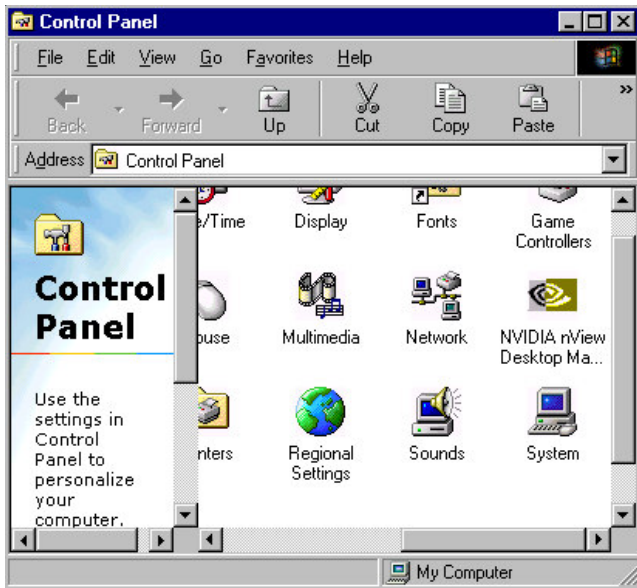 Control Panel
File Edit View Go Favorites Help
Back Forward Up Cut Copy Paste »
Address Control Panel
Control
Panel
Use the
settings in
Control
Panel to
personalize
your
computer.
e/Time Display Fonts Game
Controllers
ouse Multimedia Network NVIDIA nView
Desktop Ma...
nters Regional
Settings Sounds System
My Computer